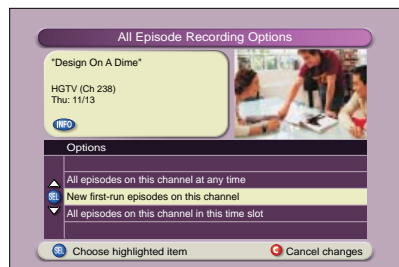 All Episode Recording Options
"Design On A Dime"
HGTV (Ch 238)
Thu: 11/13
INFO
Options
All episodes on this channel at any time
SEL New first-run episodes on this channel
All episodes on this channel in this time slot
SEL Choose highlighted item C Cancel changes